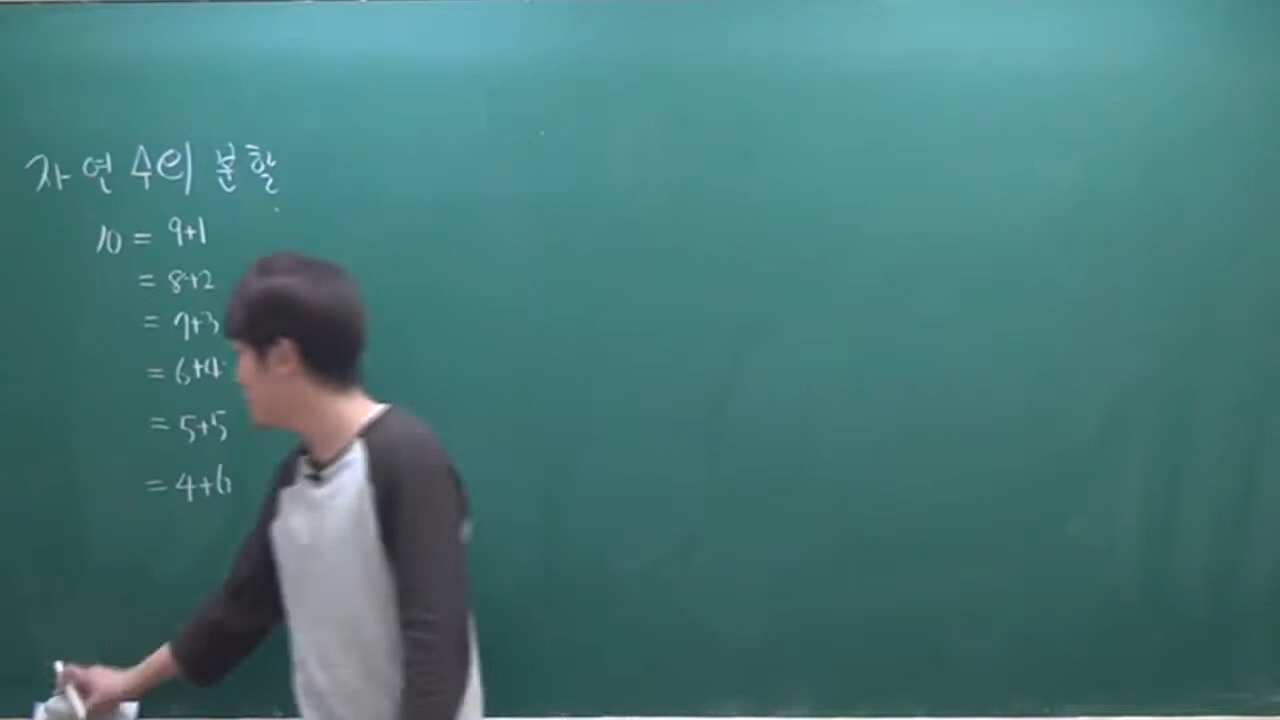 자연수의 분할
10 = 9+1
= 8+2
= 7+3
= 6+4
= 5+5
= 4+6